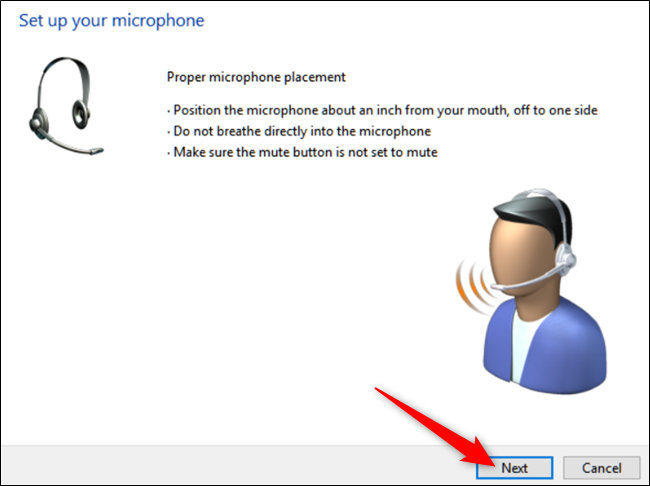 Set up your microphone
Proper microphone placement
· Position the microphone about an inch from your mouth, off to one side
· Do not breathe directly into the microphone
· Make sure the mute button is not set to mute
Next
Cancel